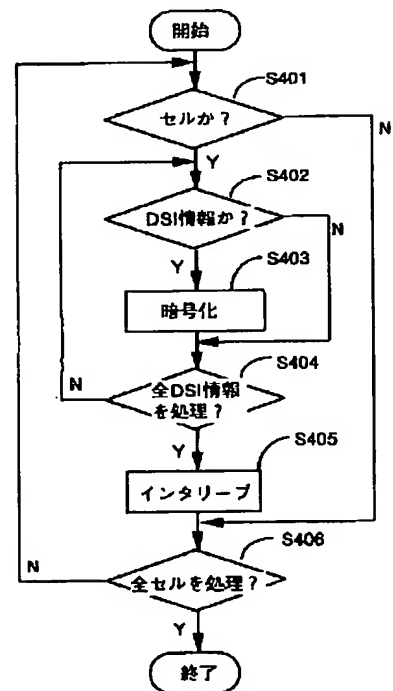 開始
S401
セルか?
N
Y
S402
DSI情報か?
N
Y
S403
暗号化
S404
N
全DSI情報
を処理?
Y
S405
インタリーブ
S406
N
全セルを処理?
Y
終了